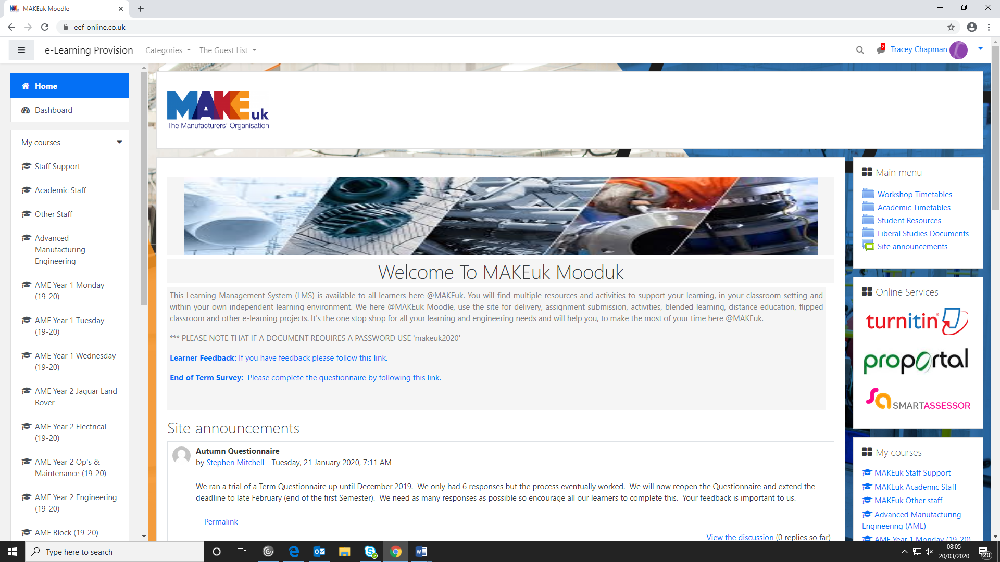 MAKEuk Moodle
eef-online.co.uk
e-Learning Provision
Categories
The Guest List
2
Tracey Chapman
Home
Dashboard
My courses
Staff Support
Academic Staff
Other Staff
Advanced
Manufacturing
Engineering
AME Year 1 Monday
(19-20)
AME Year 1 Tuesday
(19-20)
AME Year 1 Wednesday
(19-20)
AME Year 2 Jaguar Land
Rover
AME Year 2 Electrical
(19-20)
AME Year 2 Op's &
Maintenance (19-20)
AME Year 2 Engineering
(19-20)
AME Block (19-20)
MAKE uk
The Manufacturers' Organisation
Welcome To MAKEuk Mooduk
This Learning Management System (LMS) is available to all learners here @MAKEuk. You will find multiple resources and activities to support your learning, in your classroom setting and
within your own independent learning environment. We here @MAKEuk Moodle, use the site for delivery, assignment submission, activities, blended learning, distance education, flipped
classroom and other e-learning projects. It's the one stop shop for all your learning and engineering needs and will help you, to make the most of your time here @MAKEuk.
*** PLEASE NOTE THAT IF A DOCUMENT REQUIRES A PASSWORD USE 'makeuk2020'
Learner Feedback: If you have feedback please follow this link.
End of Term Survey: Please complete the questionnaire by following this link.
Site announcements
Autumn Questionnaire
by Stephen Mitchell - Tuesday, 21 January 2020, 7:11 AM
We ran a trial of a Term Questionnaire up until December 2019. We only had 6 responses but the process eventually worked. We will now reopen the Questionnaire and extend the
deadline to late February (end of the first Semester). We need as many responses as possible so encourage all our learners to complete this. Your feedback is important to us.
Permalink
View the discussion (0 replies so far)
Main menu
Workshop Timetables
Academic Timetables
Student Resources
Liberal Studies Documents
Site announcements
Online Services
turnitin
proportal
sa SMARTASSESSOR
My courses
MAKEuk Staff Support
MAKEuk Academic Staff
MAKEuk Other staff
Advanced Manufacturing
Engineering (AME)
AME Year 1 Monday (19-20)
Type here to search
08:05
20/03/2020
20